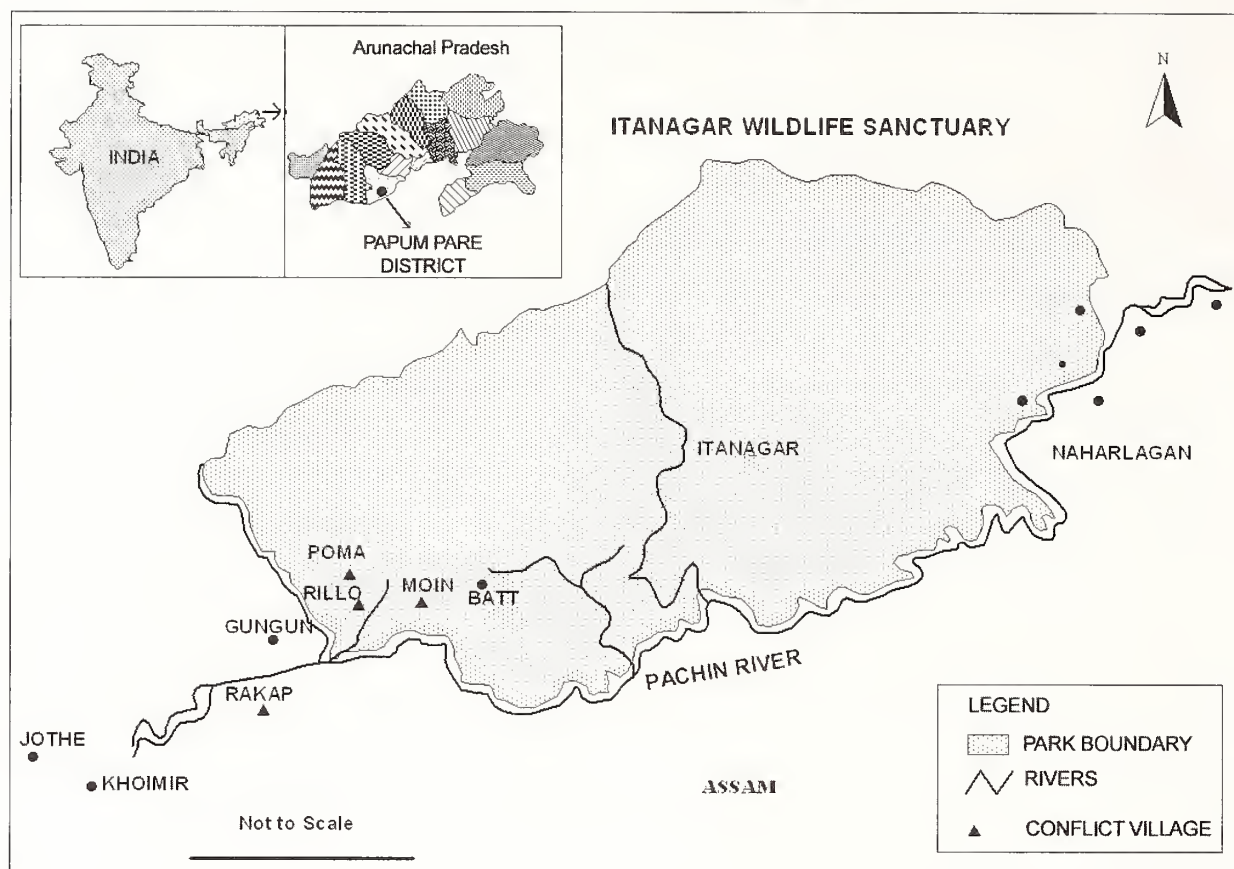 Arunachal Pradesh
INDIA
PAPUM PARE
DISTRICT
N
ITANAGAR WILDLIFE SANCTUARY
ITANAGAR
NAHARLAGAN
POMA
RILLO
MOIN
BATT
GUNGUN
RAKAP
PACHIN RIVER
JOTHE
KHOIMIR
ASSAM
Not to Scale
LEGEND
PARK BOUNDARY
RIVERS
CONFLICT VILLAGE